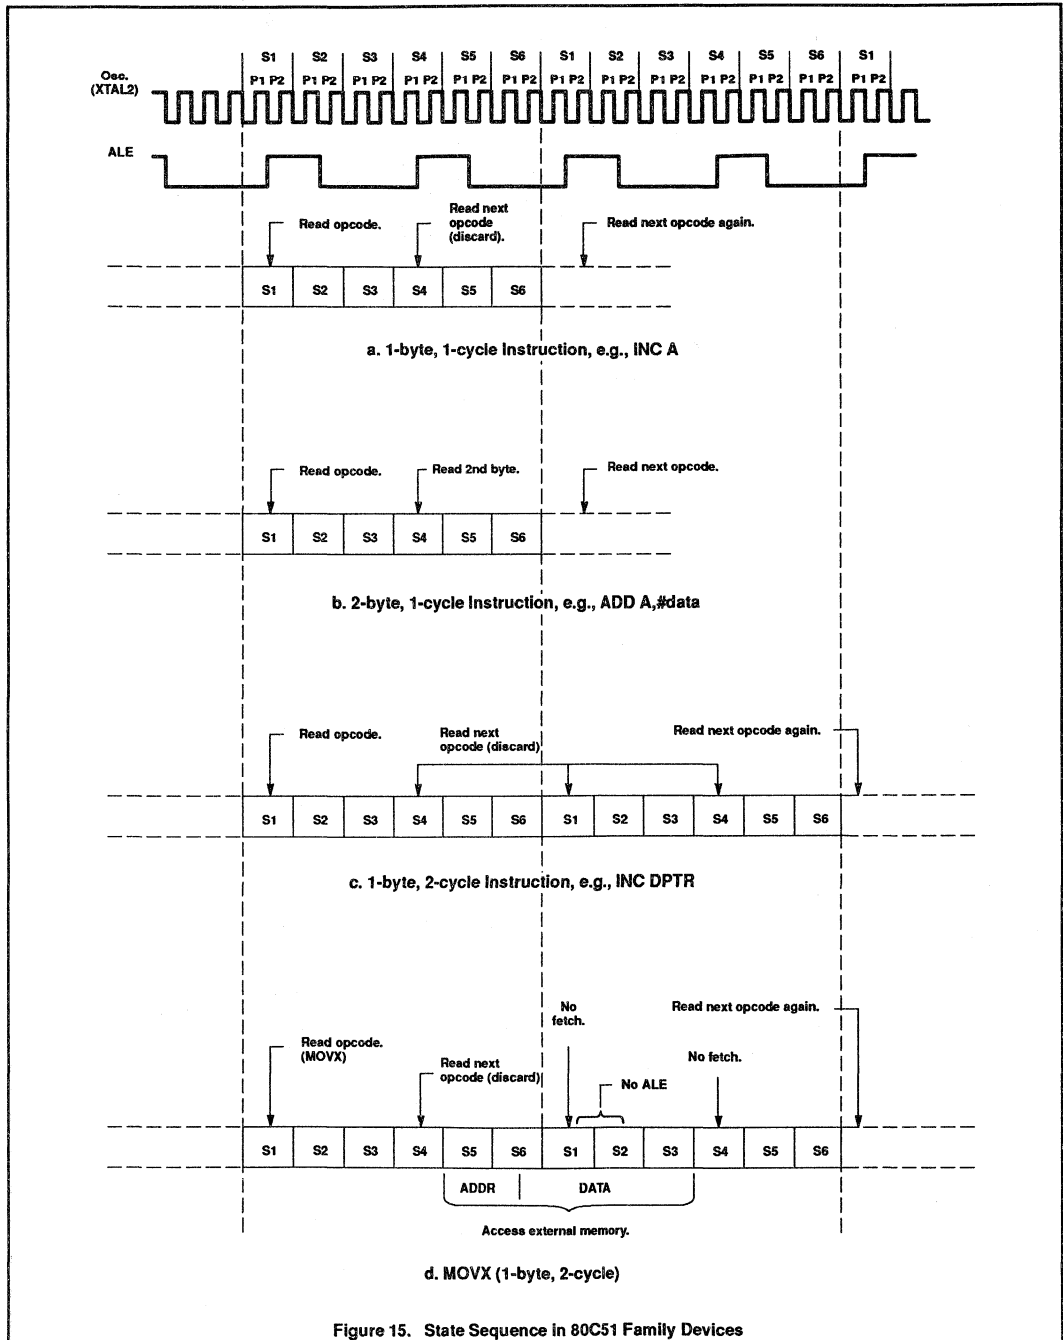 S1 S2 S3 S4 S5 S6 S1 S2 S3 S4 S5 S6 S1
Osc.
(XTAL2)
P1 P2 P1 P2 P1 P2 P1 P2 P1 P2 P1 P2 P1 P2 P1 P2 P1 P2 P1 P2 P1 P2 P1 P2 P1 P2
ALE
Read opcode.
Read next
opcode
(discard).
Read next opcode again.
S1 S2 S3 S4 S5 S6
a. 1-byte, 1-cycle Instruction, e.g., INC A
Read opcode.
Read 2nd byte.
Read next opcode.
S1 S2 S3 S4 S5 S6
b. 2-byte, 1-cycle Instruction, e.g., ADD A,#data
Read opcode.
Read next
opcode (discard)
Read next opcode again.
S1 S2 S3 S4 S5 S6 S1 S2 S3 S4 S5 S6
c. 1-byte, 2-cycle Instruction, e.g., INC DPTR
Read opcode.
(MOVX)
Read next
opcode (discard)
No
fetch.
No ALE
No fetch.
Read next opcode again.
S1 S2 S3 S4 S5 S6 S1 S2 S3 S4 S5 S6
ADDR DATA
Access external memory.
d. MOVX (1-byte, 2-cycle)
Figure 15. State Sequence in 80C51 Family Devices